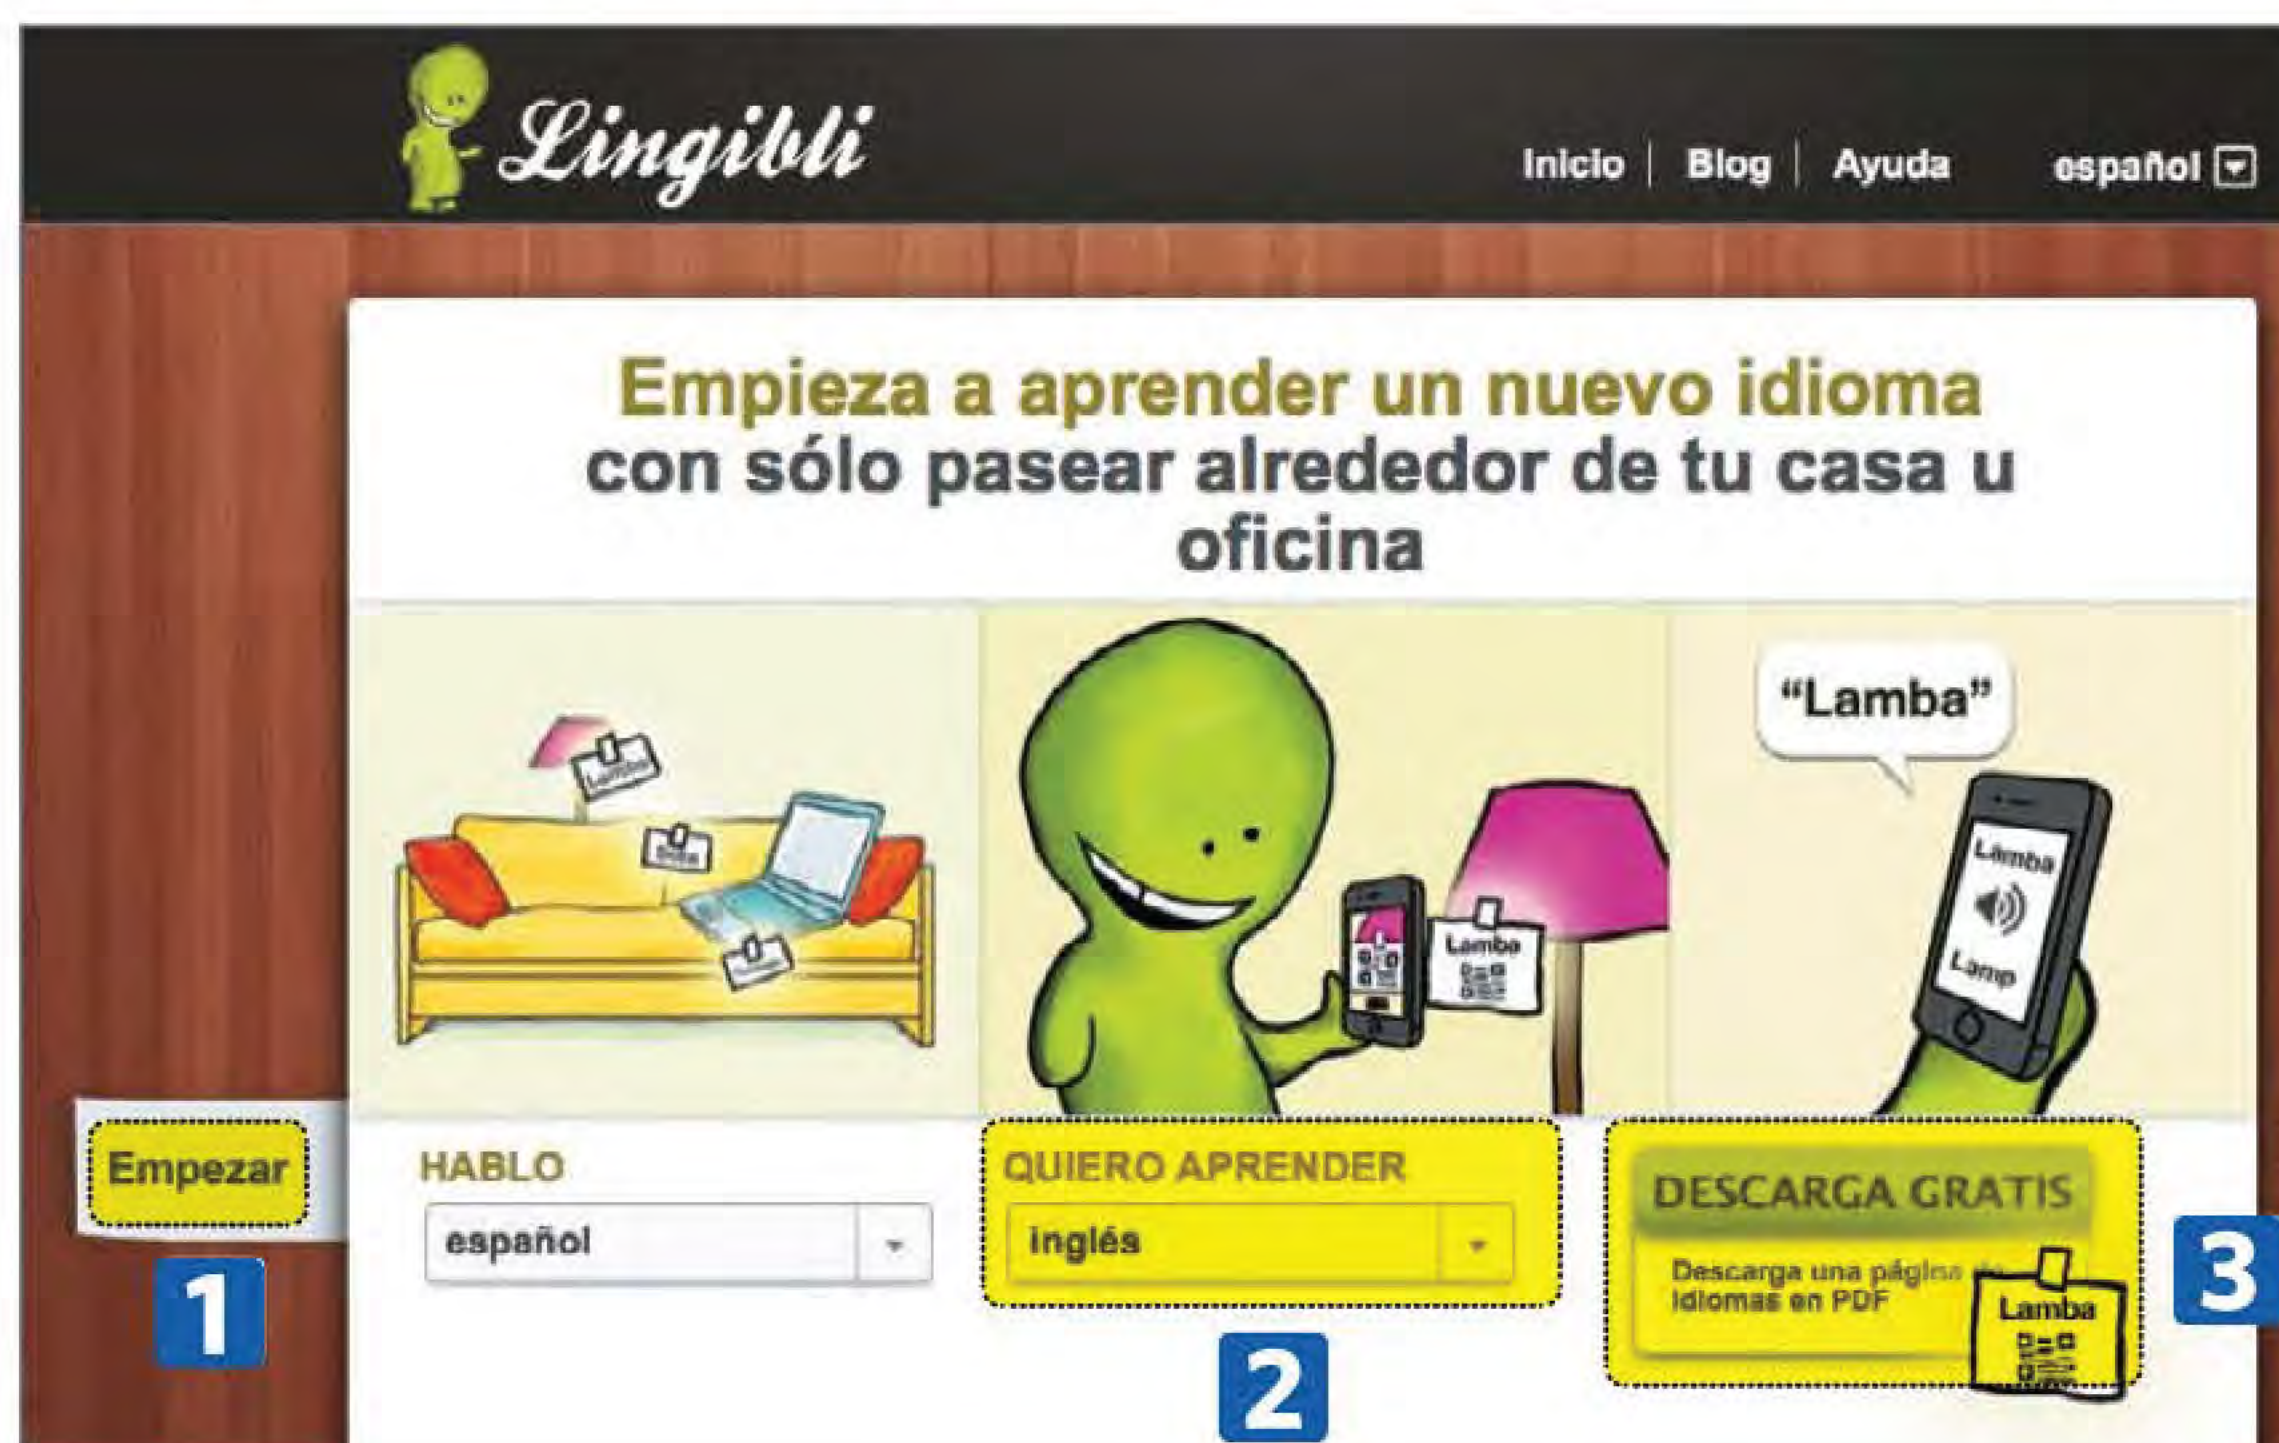 Lingibli
Inicio Blog Ayuda español
Empieza a aprender un nuevo idioma
con sólo pasear alrededor de tu casa u
oficina
Lamba
"Lamba"
Lamba
Lamp
Lamba
Empezar
HABLO
español
QUIERO APRENDER
inglés
DESCARGA GRATIS
Descarga una página
idiomas en PDF
Lamba
1
2
3